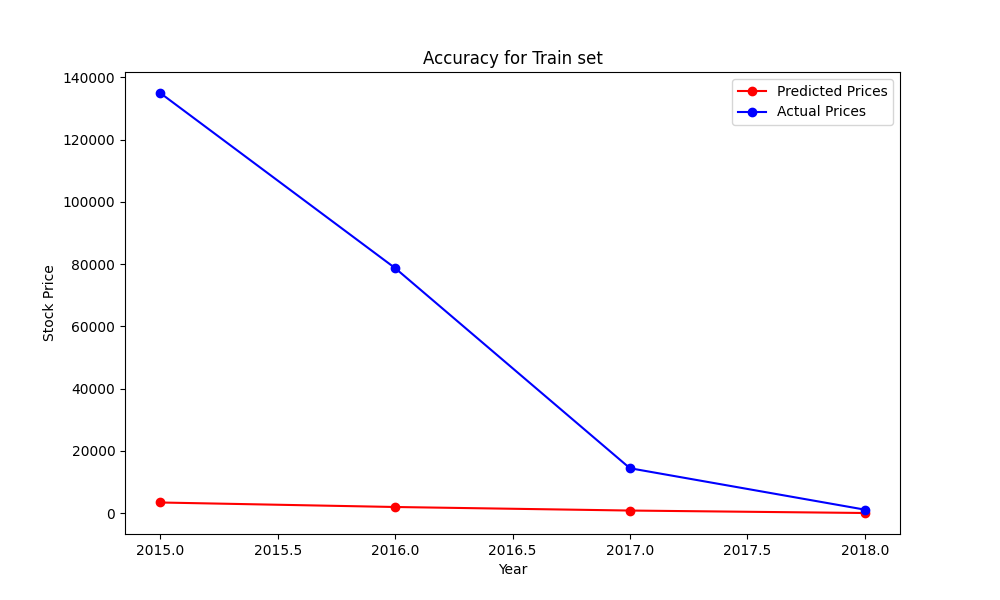 Accuracy for Train set
Predicted Prices
Actual Prices
140000
120000
100000
80000
60000
40000
20000
0
Stock Price
2015.0 2015.5 2016.0 2016.5 2017.0 2017.5 2018.0
Year